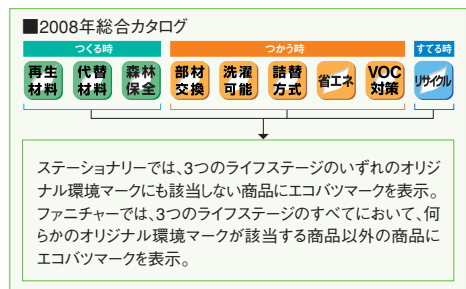 ■2008年総合カタログ
つくる時 つかう時 すてる時
再生材料 代替材料 森林保全 部材交換 洗濯可能 詰替方式 省エネ VOC対策 リサイクル
ステーショナリーでは、3つのライフステージのいずれのオリジ
ナル環境マークにも該当しない商品にエコバツマークを表示。
ファニチャーでは、3つのライフステージのすべてにおいて、何
らかのオリジナル環境マークが該当する商品以外の商品に
エコバツマークを表示。